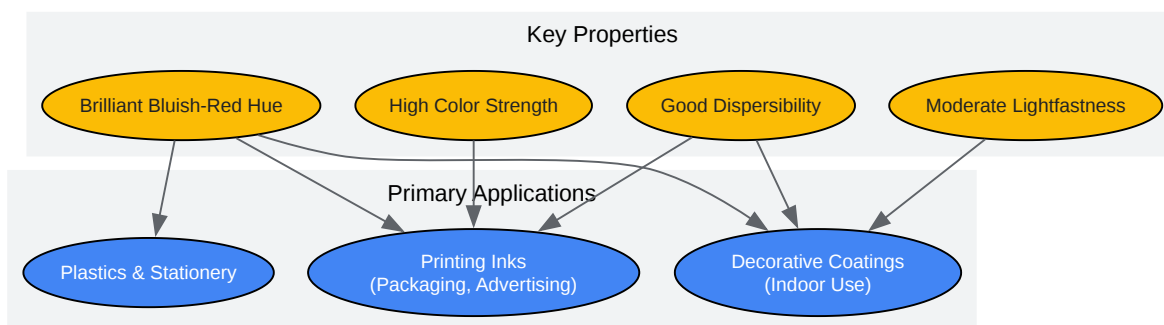 Key Properties
Brilliant Bluish-Red Hue
High Color Strength
Good Dispersibility
Moderate Lightfastness
Primary Applications
Plastics & Stationery
Printing Inks
(Packaging, Advertising)
Decorative Coatings
(Indoor Use)